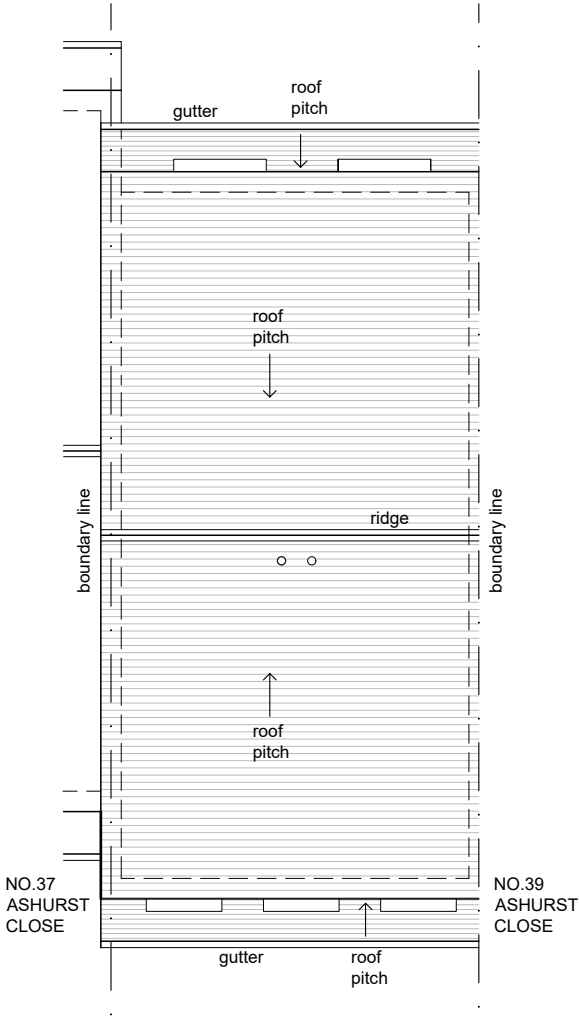 roof
pitch
gutter
roof
pitch
ridge
boundary line
boundary line
roof
pitch
NO.37
ASHURST
CLOSE
NO.39
ASHURST
CLOSE
gutter
roof
pitch